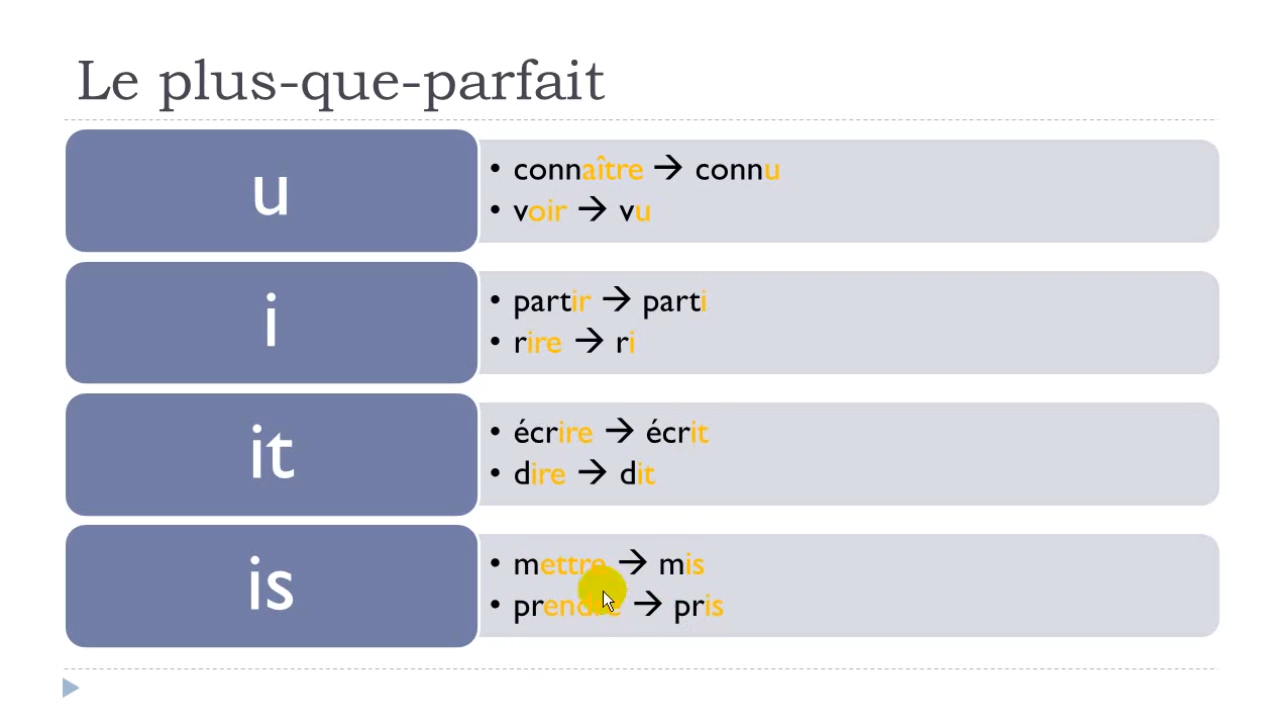 Le plus-que-parfait
u
• connaître → connu
• voir → vu
i
• partir → parti
• rire → ri
it
• écrire → écrit
• dire → dit
is
• mettre → mis
• prendre → pris